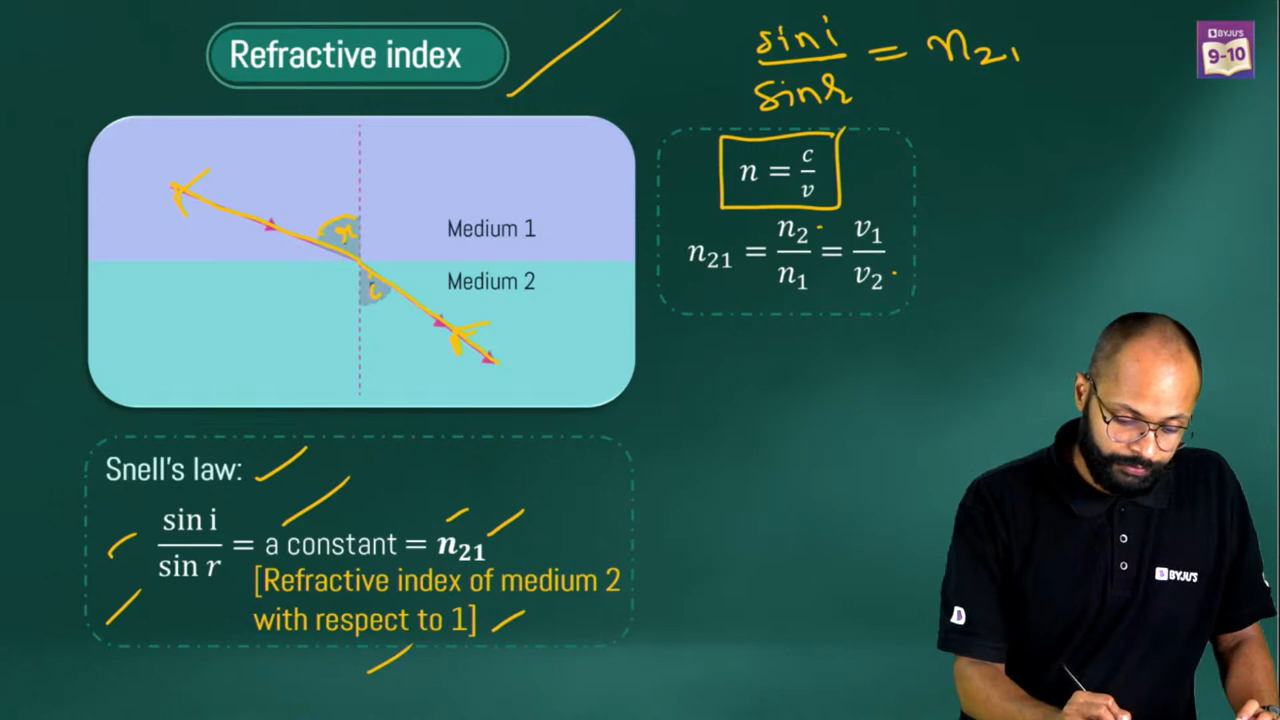 Refractive index
sin i / sin r = n21
BYJU'S
9-10
n = c/v
n21 = n2/n1 = v1/v2
r
Medium 1
Medium 2
i
Snell's law:
sin i / sin r = a constant = n21
[Refractive index of medium 2
with respect to 1]
BYJU'S